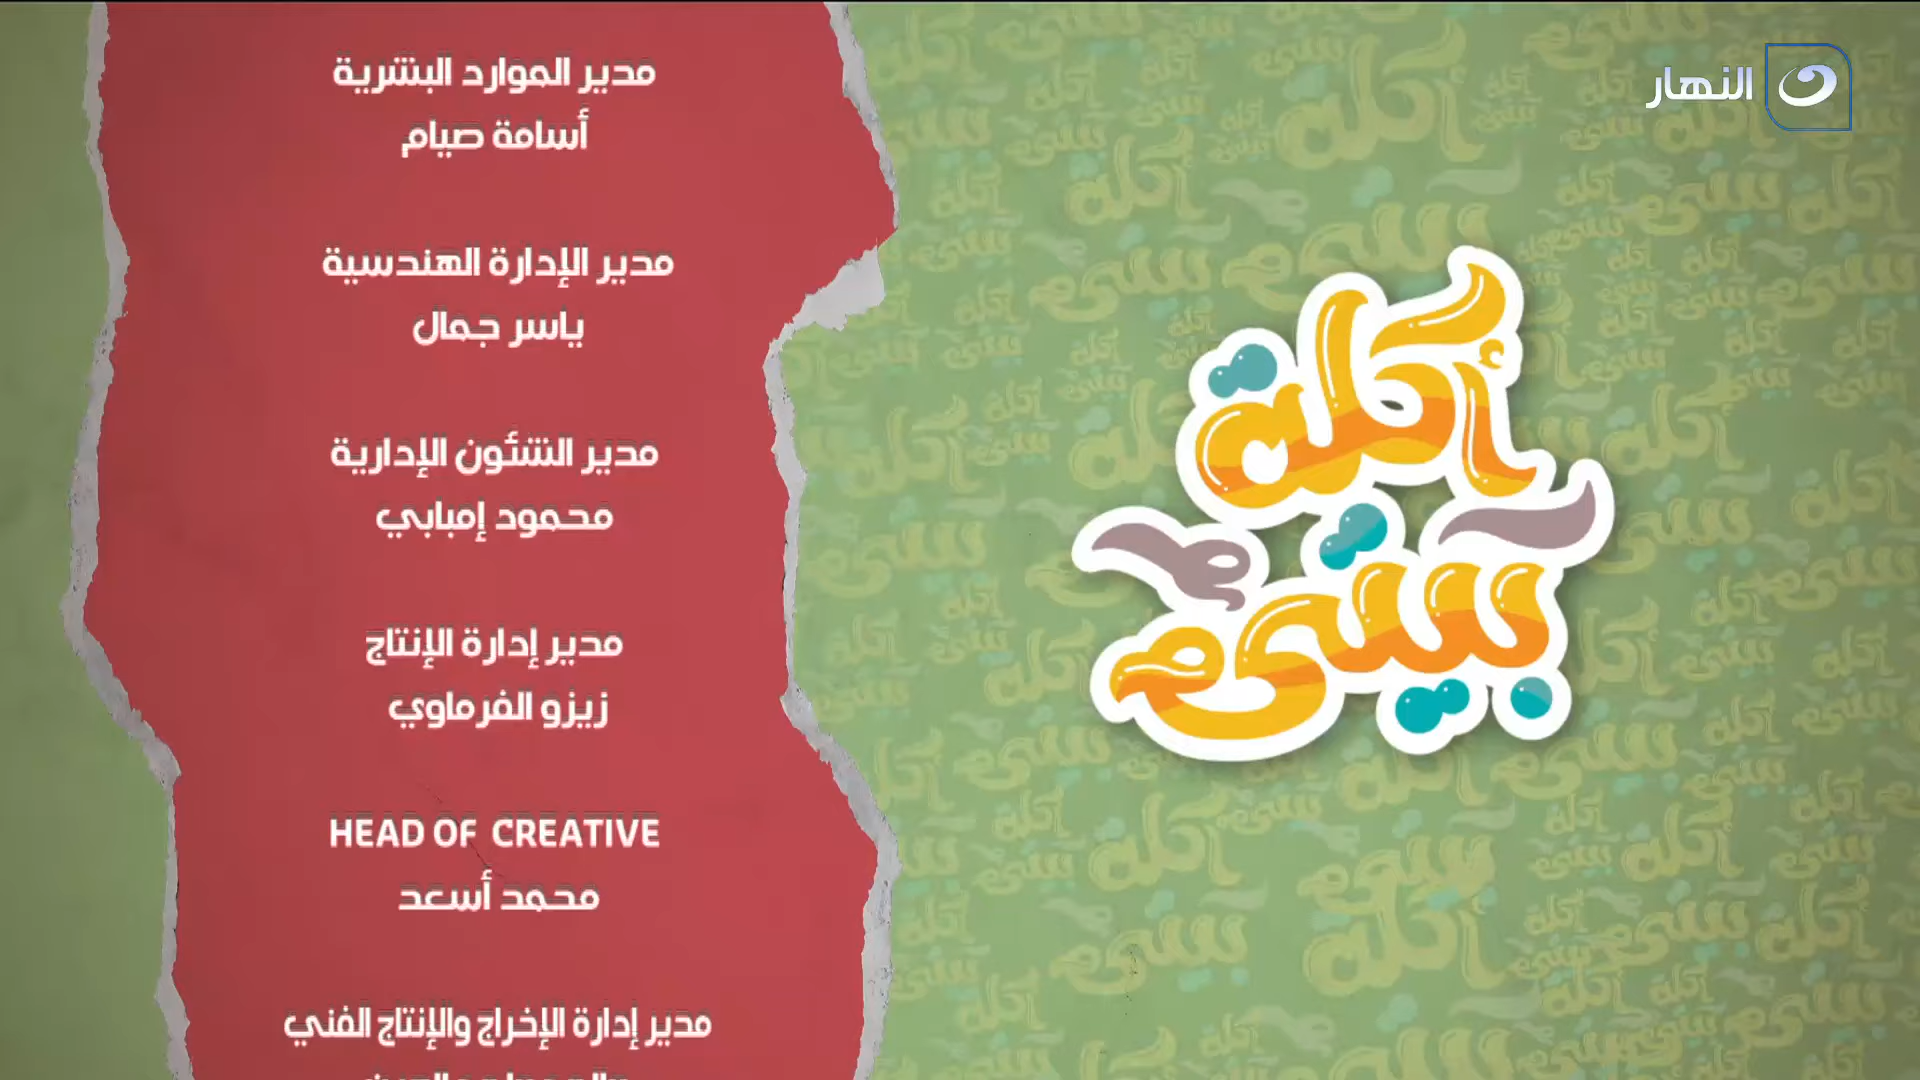 النهار
مدير الموارد البشرية
أسامة صيام
مدير الإدارة الهندسية
ياسر جمال
مدير الشئون الإدارية
محمود إمبابي
مدير إدارة الإنتاج
زيزو الفرماوي
HEAD OF CREATIVE
محمد أسعد
مدير إدارة الإخراج والإنتاج الفني
أكلة
بيتي